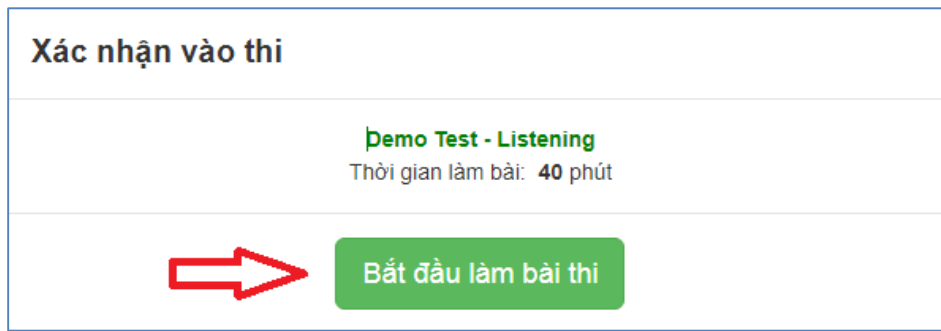 Xác nhận vào thi
Demo Test - Listening
Thời gian làm bài: 40 phút
Bắt đầu làm bài thi